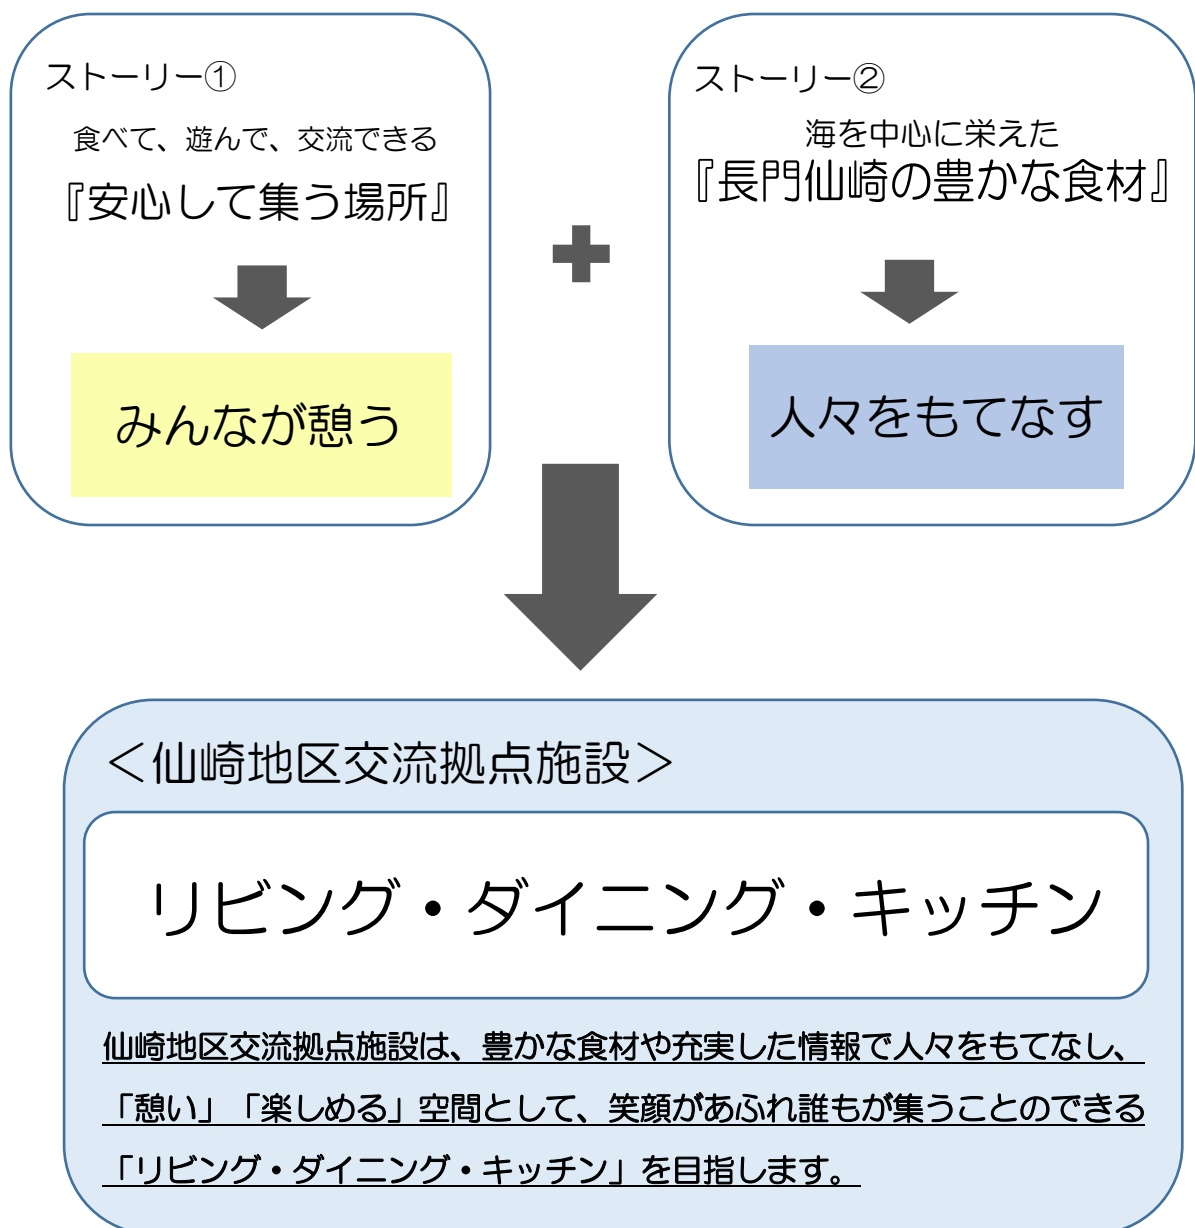 ストーリー①
食べて、遊んで、交流できる
『安心して集う場所』
みんなが憩う
ストーリー②
海を中心に栄えた
『長門仙崎の豊かな食材』
人々をもてなす
＜仙崎地区交流拠点施設＞
リビング・ダイニング・キッチン
仙崎地区交流拠点施設は、豊かな食材や充実した情報で人々をもてなし、
「憩い」「楽しめる」空間として、笑顔があふれ誰もが集うことのできる
「リビング・ダイニング・キッチン」を目指します。